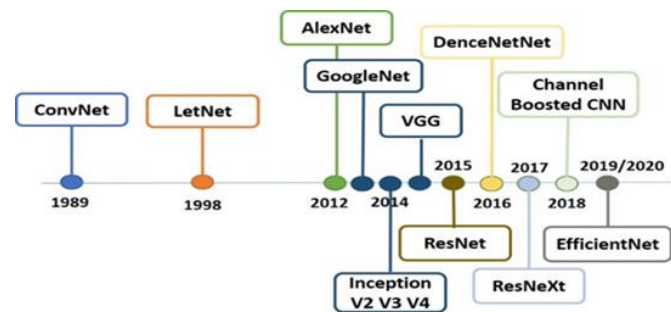 AlexNet
DenceNetNet
GoogleNet
Channel
Boosted CNN
ConvNet
LetNet
VGG
2015
2017
2019/2020
1989
1998
2012
2014
2016
2018
ResNet
EfficientNet
Inception
V2 V3 V4
ResNeXt